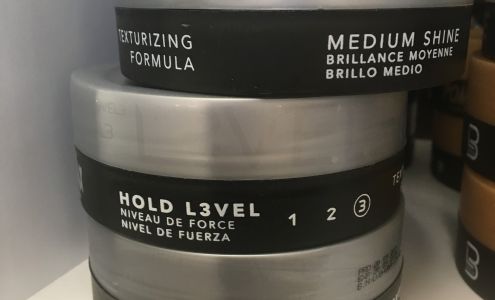 TEXTURIZING
FORMULA
MEDIUM SHINE
BRILLANCE MOYENNE
BRILLO MEDIO
HOLD L3VEL
NIVEAU DE FORCE
NIVEL DE FUERZA
1 2 3